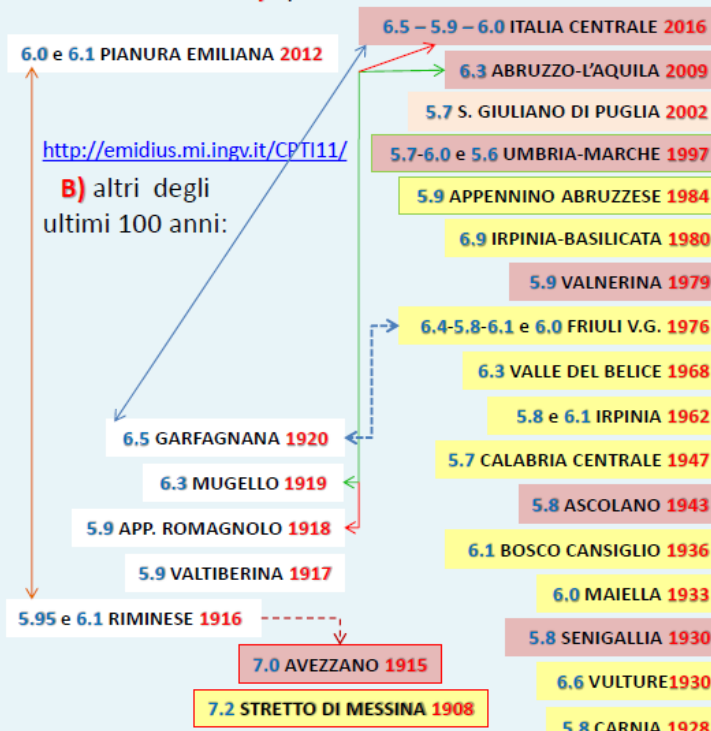 6.5 – 5.9 – 6.0 ITALIA CENTRALE 2016
6.0 e 6.1 PIANURA EMILIANA 2012
6.3 ABRUZZO-L'AQUILA 2009
5.7 S. GIULIANO DI PUGLIA 2002
http://emidius.mi.ingv.it/CPTI11/
5.7-6.0 e 5.6 UMBRIA-MARCHE 1997
B) altri degli
ultimi 100 anni:
5.9 APPENNINO ABRUZZESE 1984
6.9 IRPINIA-BASILICATA 1980
5.9 VALNERINA 1979
6.4-5.8-6.1 e 6.0 FRIULI V.G. 1976
6.3 VALLE DEL BELICE 1968
5.8 e 6.1 IRPINIA 1962
6.5 GARFAGNANA 1920
5.7 CALABRIA CENTRALE 1947
6.3 MUGELLO 1919
5.8 ASCOLANO 1943
5.9 APP. ROMAGNOLO 1918
6.1 BOSCO CANSIGLIO 1936
5.9 VALTIBERINA 1917
6.0 MAIELLA 1933
5.95 e 6.1 RIMINESE 1916
5.8 SENIGALLIA 1930
7.0 AVEZZANO 1915
6.6 VULTURE1930
7.2 STRETTO DI MESSINA 1908
5.8 CARNIA 1928